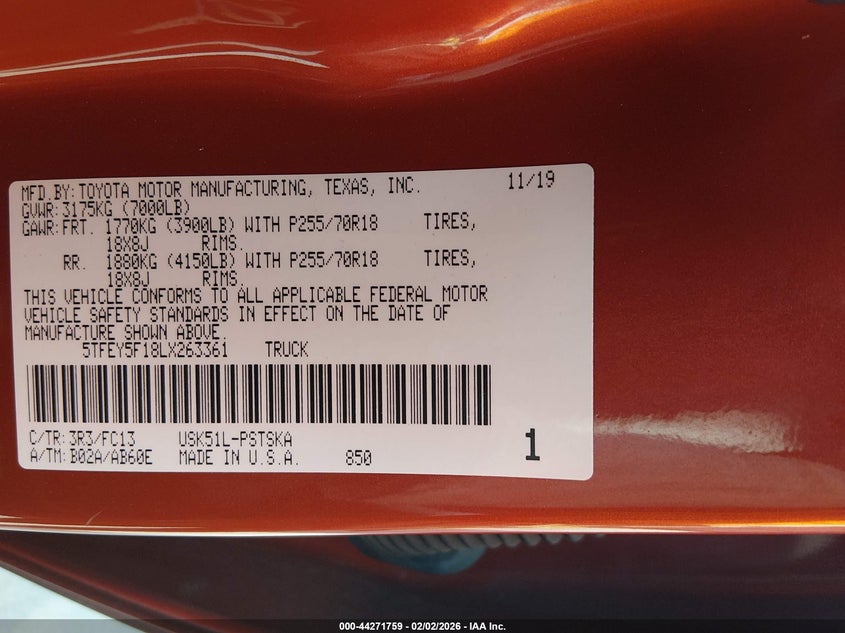 MFD BY: TOYOTA MOTOR MANUFACTURING, TEXAS, INC. 11/19
GVWR: 3175KG (7000LB)
GAWR: FRT. 1770KG (3900LB) WITH P255/70R18 TIRES,
18X8J RIMS.
RR. 1880KG (4150LB) WITH P255/70R18 TIRES,
18X8J RIMS.
THIS VEHICLE CONFORMS TO ALL APPLICABLE FEDERAL MOTOR
VEHICLE SAFETY STANDARDS IN EFFECT ON THE DATE OF
MANUFACTURE SHOWN ABOVE.
5TFEY5F18LX263361 TRUCK
C/TR: 3R3/FC13 USK51L-PSTSKA
A/TM: B02A/AB60E MADE IN U.S.A. 850 1
000-44271759 - 02/02/2026 - IAA Inc.